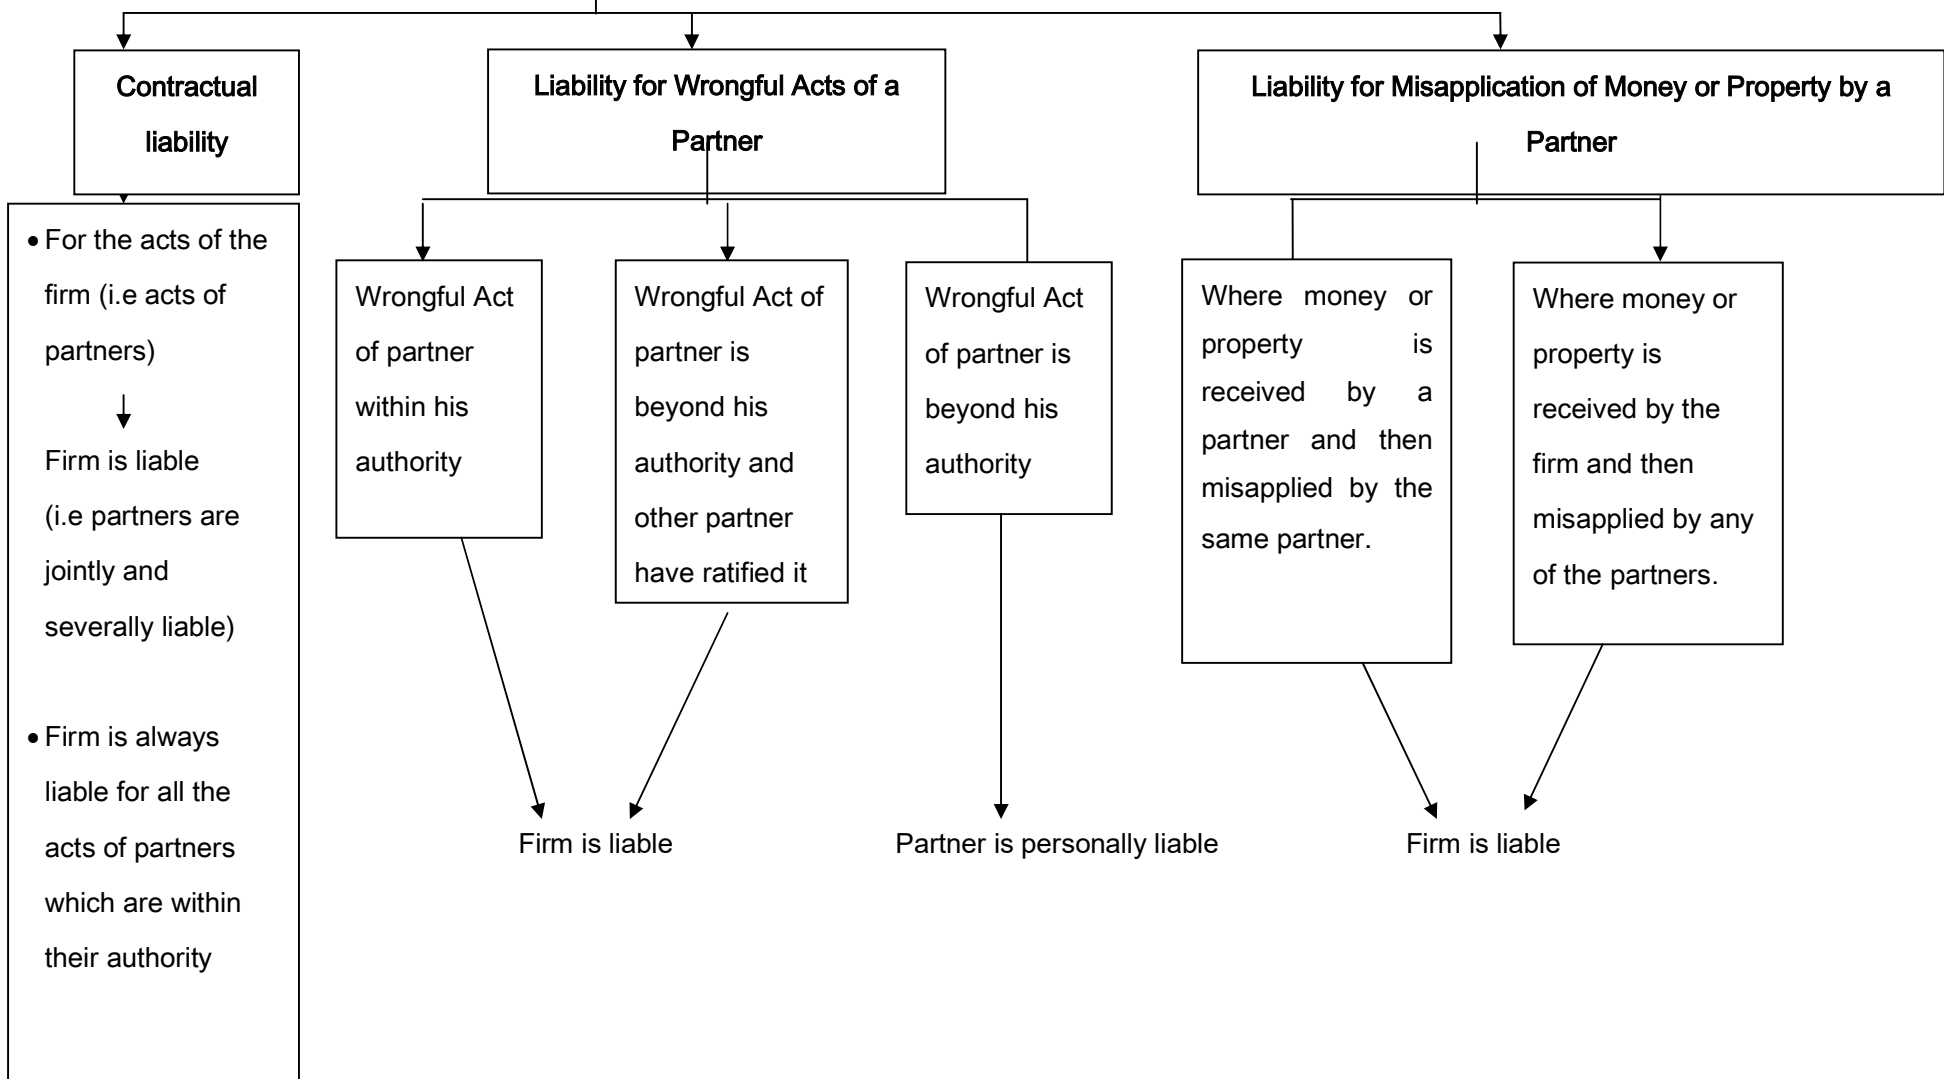 Contractual
liability
• For the acts of the
firm (i.e acts of
partners)
Firm is liable
(i.e partners are
jointly and
severally liable)
• Firm is always
liable for all the
acts of partners
which are within
their authority
Liability for Wrongful Acts of a
Partner
Wrongful Act
of partner
within his
authority
Wrongful Act of
partner is
beyond his
authority and
other partner
have ratified it
Firm is liable
Wrongful Act
of partner is
beyond his
authority
Partner is personally liable
Liability for Misapplication of Money or Property by a
Partner
Where money or
property is
received by a
partner and then
misapplied by the
same partner.
Where money or
property is
received by the
firm and then
misapplied by any
of the partners.
Firm is liable